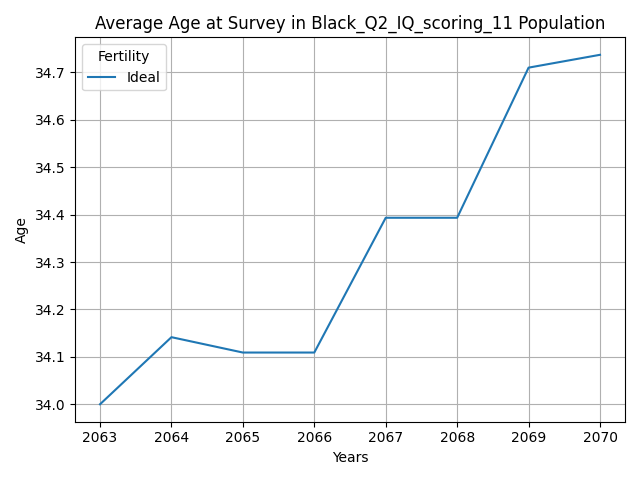 Average Age at Survey in Black_Q2_IQ_scoring_11 Population
Fertility
Ideal
Age
34.7
34.6
34.5
34.4
34.3
34.2
34.1
34.0
2063 2064 2065 2066 2067 2068 2069 2070
Years